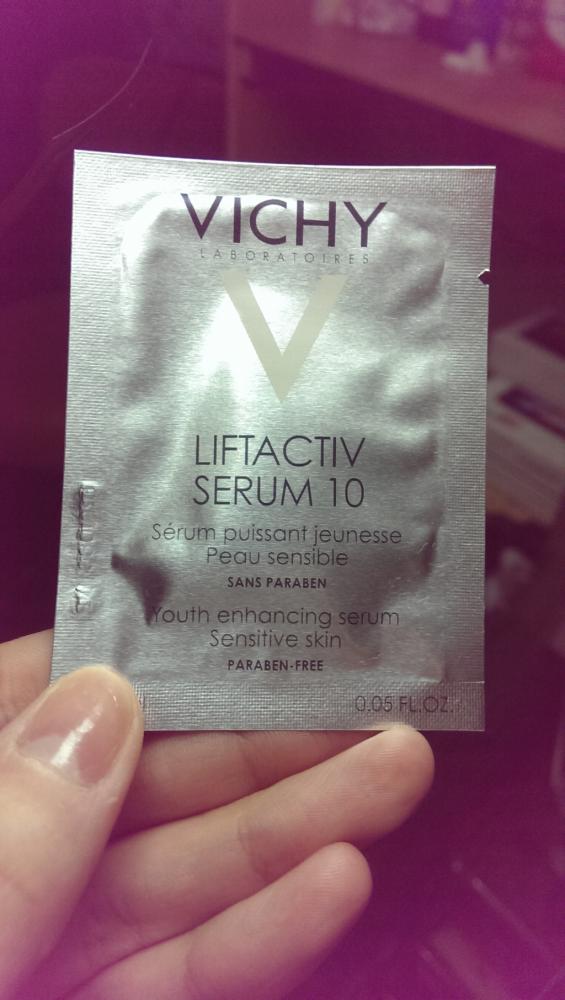 VICHY
LABORATOIRES
LIFTACTIV
SERUM 10
Sérum puissant jeunesse
Peau sensible
SANS PARABEN
Youth enhancing serum
Sensitive skin
PARABEN-FREE
0.05 FL.OZ.